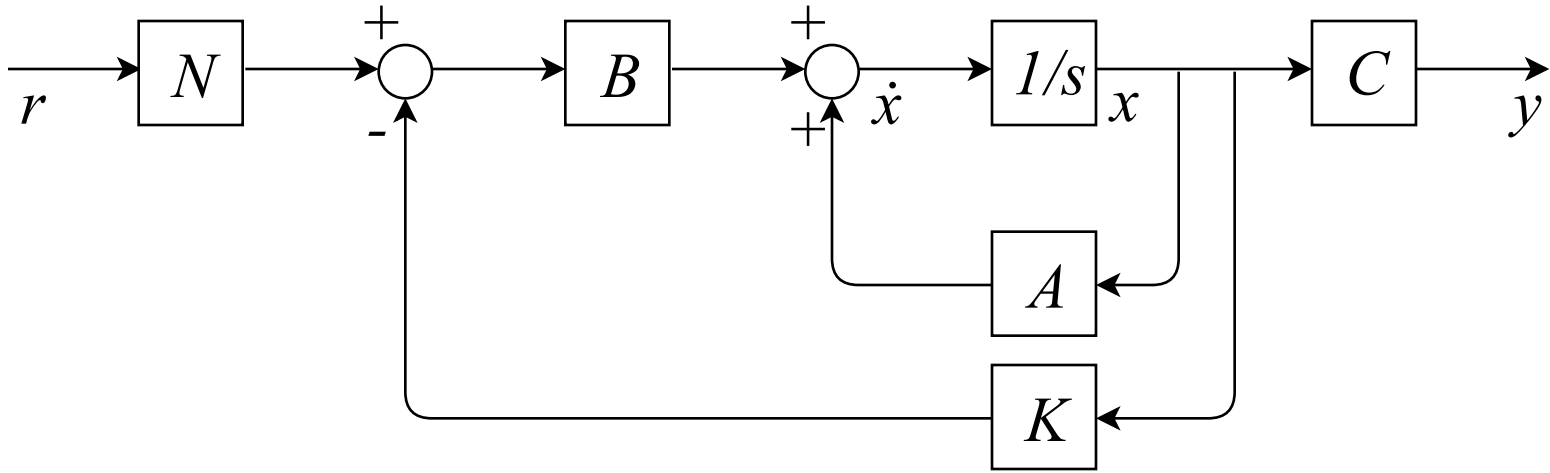 + +
N B 1/s C
r - + ẋ x y
A
K